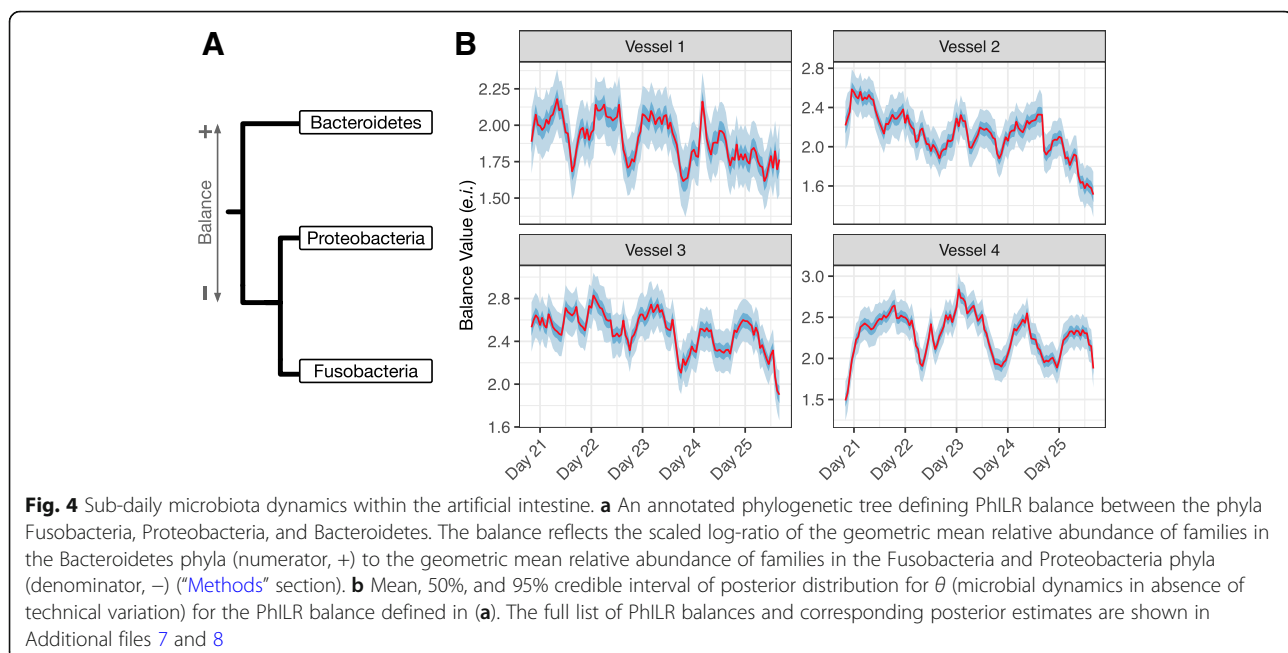 A
+
Balance
–
Bacteroidetes
Proteobacteria
Fusobacteria
B
Balance Value (e.i.)
Vessel 1
2.25
2.00
1.75
1.50
Vessel 2
2.8
2.4
2.0
1.6
Vessel 3
2.8
2.4
2.0
1.6
Day 21
Day 22
Day 23
Day 24
Day 25
Vessel 4
3.0
2.5
2.0
1.5
Day 21
Day 22
Day 23
Day 24
Day 25
Fig. 4 Sub-daily microbiota dynamics within the artificial intestine. a An annotated phylogenetic tree defining PhILR balance between the phyla
Fusobacteria, Proteobacteria, and Bacteroidetes. The balance reflects the scaled log-ratio of the geometric mean relative abundance of families in
the Bacteroidetes phyla (numerator, +) to the geometric mean relative abundance of families in the Fusobacteria and Proteobacteria phyla
(denominator, −) (“Methods” section). b Mean, 50%, and 95% credible interval of posterior distribution for θ (microbial dynamics in absence of
technical variation) for the PhILR balance defined in (a). The full list of PhILR balances and corresponding posterior estimates are shown in
Additional files 7 and 8